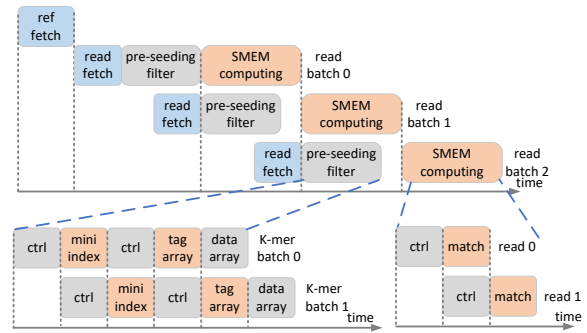 ref
fetch
read
fetch
pre-seeding
filter
SMEM
computing
read
batch 0
read
fetch
pre-seeding
filter
SMEM
computing
read
batch 1
read
fetch
pre-seeding
filter
SMEM
computing
read
batch 2
time
ctrl
mini
index
ctrl
tag
array
data
array
K-mer
batch 0
ctrl
mini
index
ctrl
tag
array
data
array
K-mer
batch 1
time
ctrl
match
read 0
ctrl
match
read 1
time